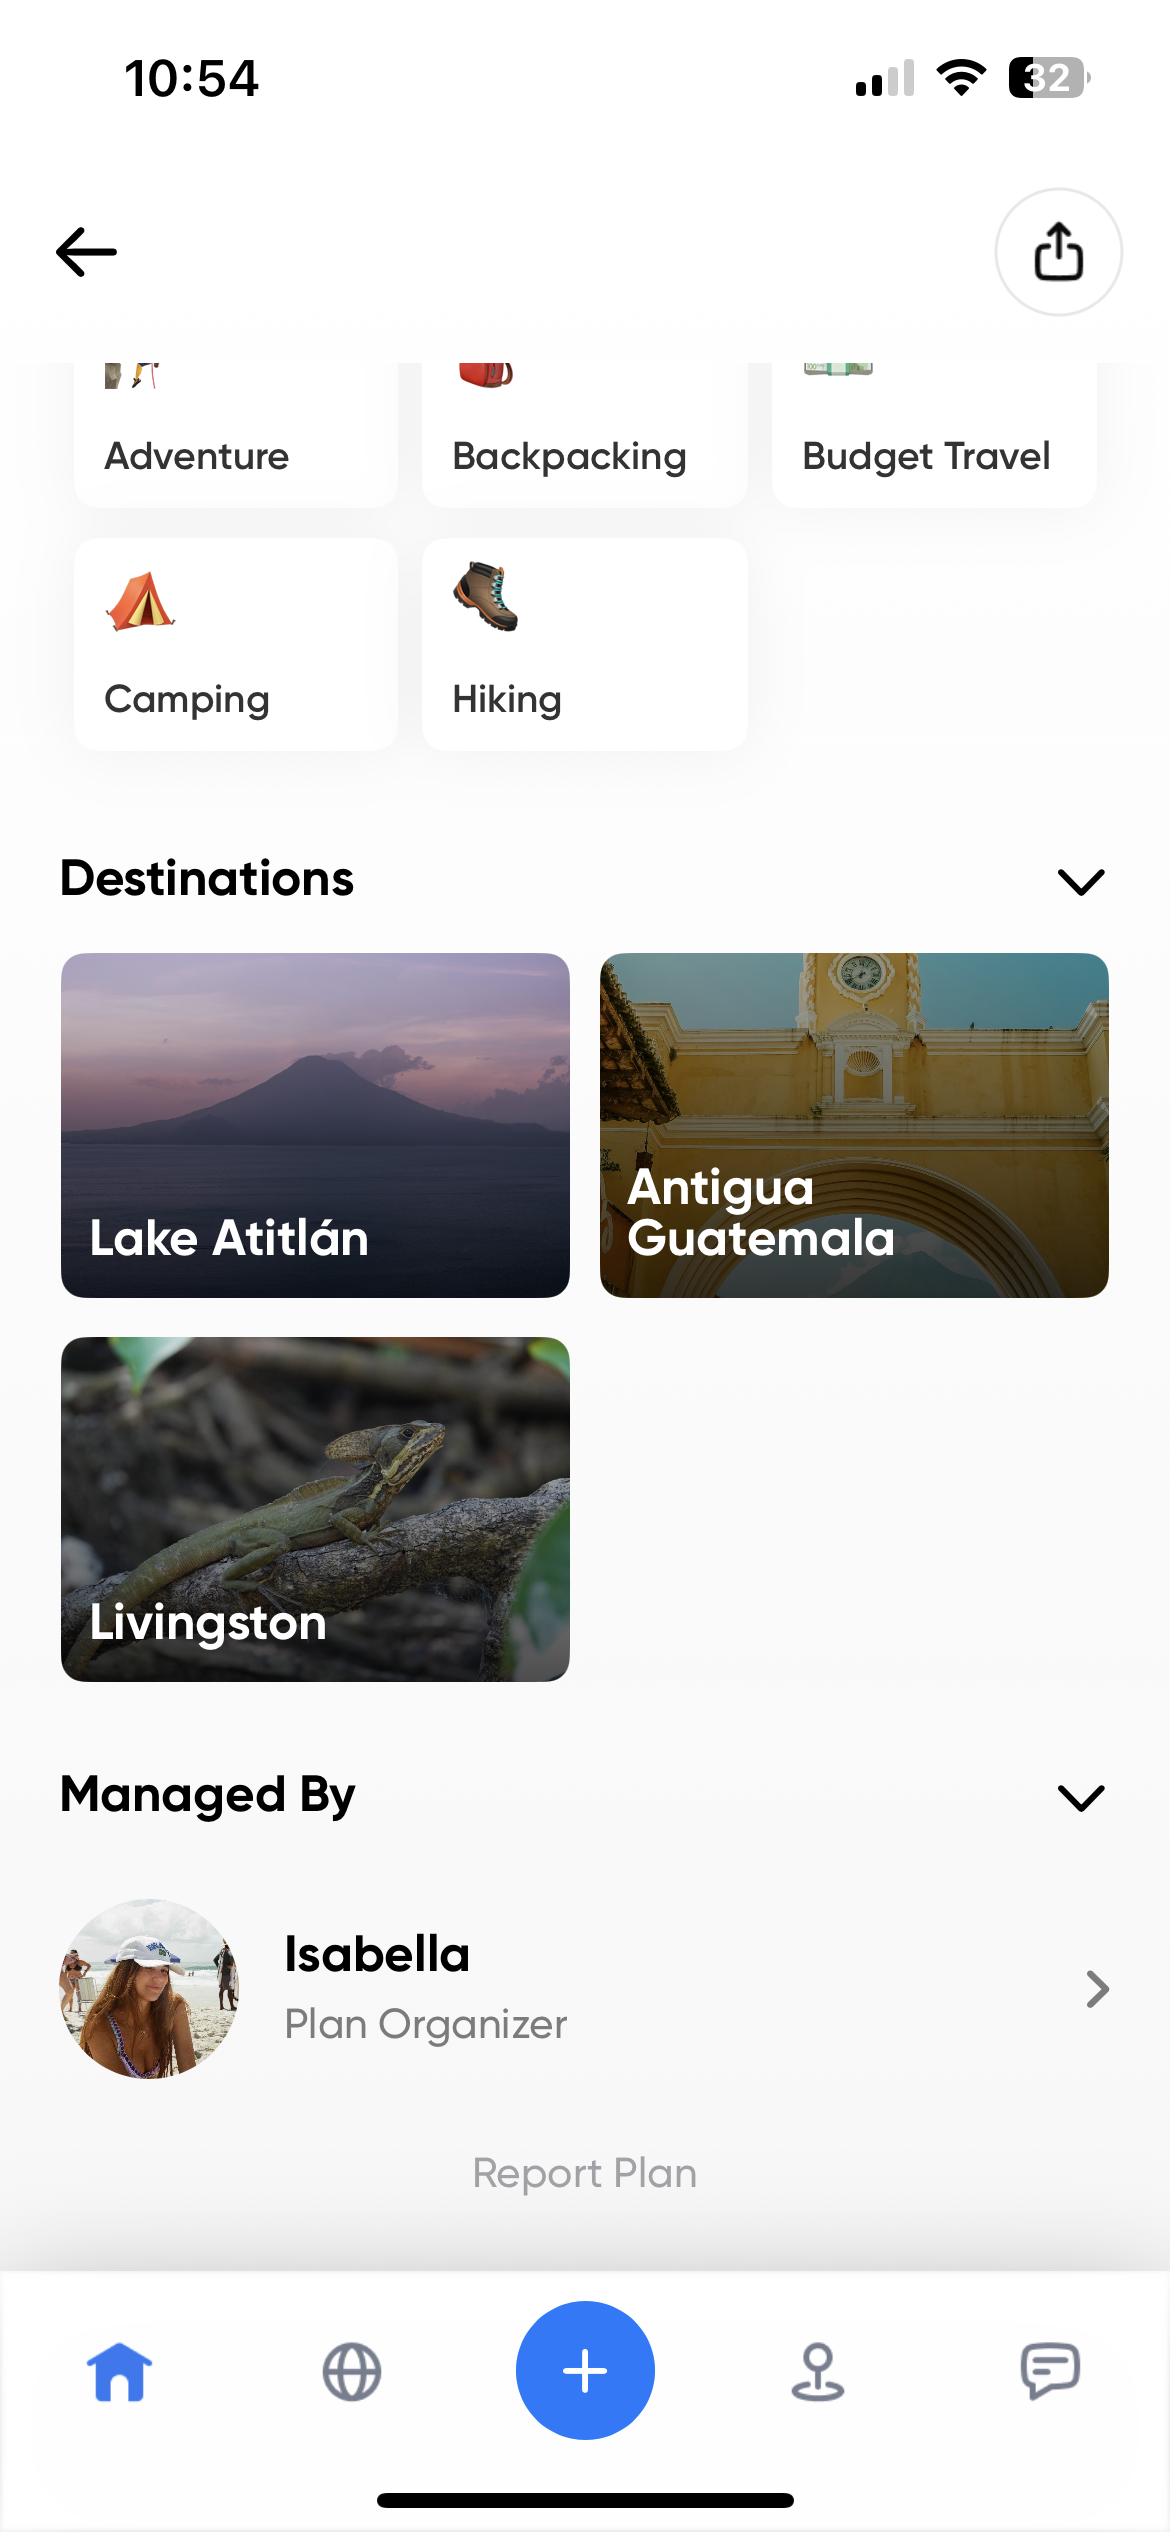 10:54
32
Adventure
Backpacking
Budget Travel
Camping
Hiking
Destinations
Lake Atitlán
Antigua
Guatemala
Livingston
Managed By
Isabella
Plan Organizer
Report Plan